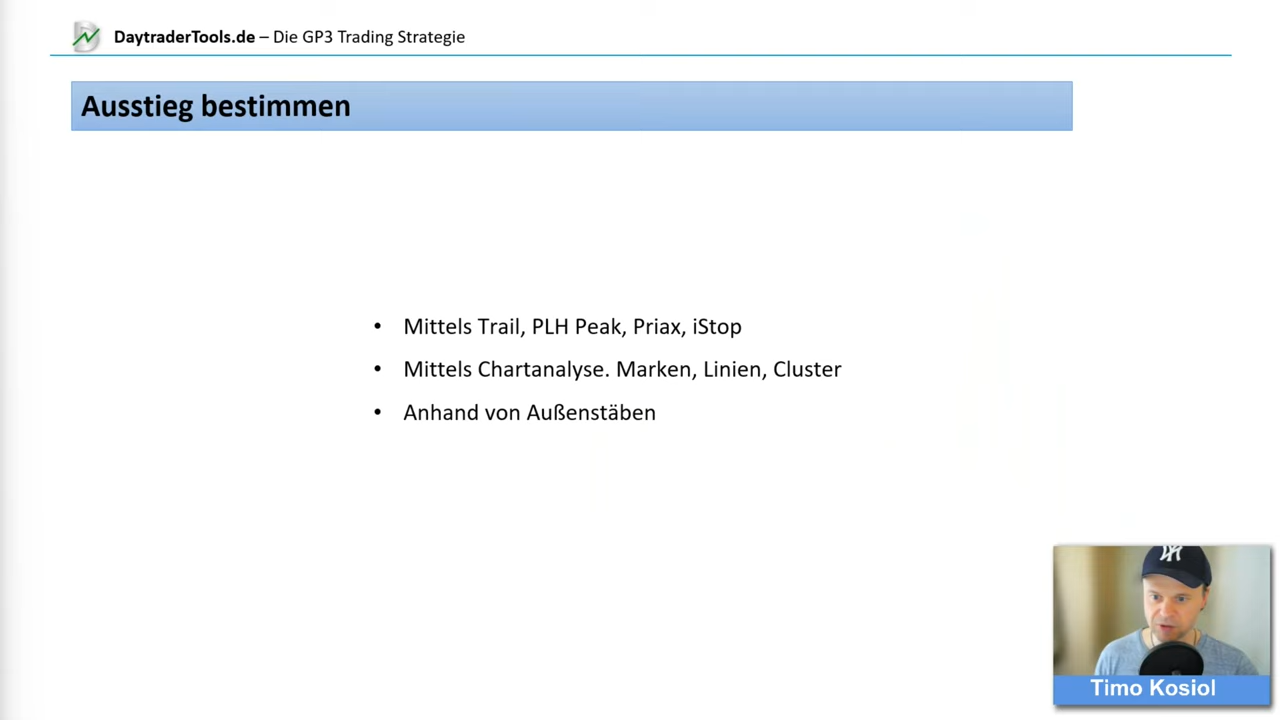 DaytraderTools.de – Die GP3 Trading Strategie
Ausstieg bestimmen
• Mittels Trail, PLH Peak, Priax, iStop
• Mittels Chartanalyse. Marken, Linien, Cluster
• Anhand von Außenstäben
Timo Kosiol